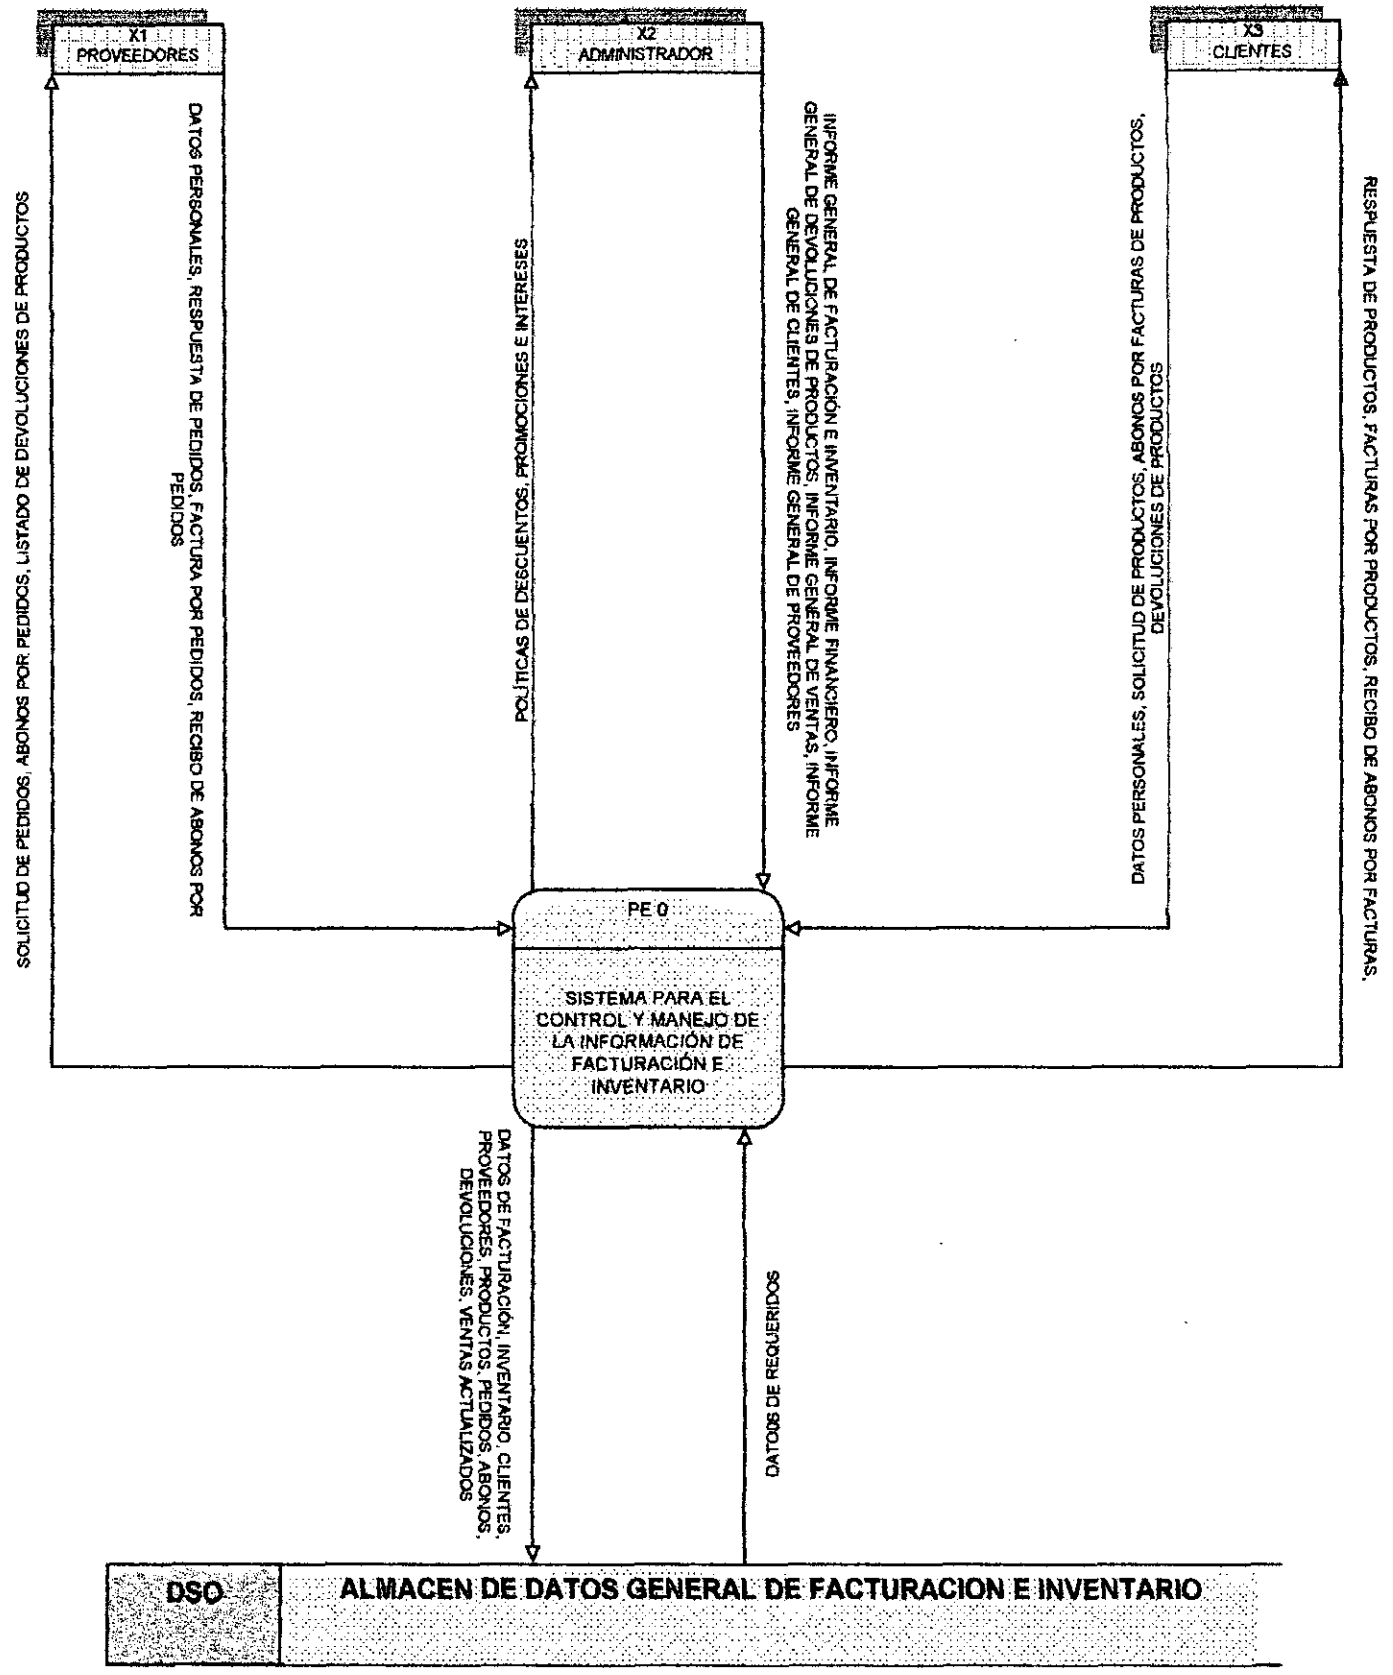 X1
PROVEEDORES
X2
ADMINISTRADOR
X3
CLIENTES
SOLICITUD DE PEDIDOS, ABONOS POR PEDIDOS, LISTADO DE DEVOLUCIONES DE PRODUCTOS
DATOS PERSONALES, RESPUESTA DE PEDIDOS, FACTURA POR PEDIDOS, RECIBO DE ABONOS POR
PEDIDOS
POLÍTICAS DE DESCUENTOS, PROMOCIONES E INTERESES
INFORME GENERAL DE FACTURACIÓN E INVENTARIO, INFORME FINANCIERO, INFORME
GENERAL DE DEVOLUCIONES DE PRODUCTOS, INFORME GENERAL DE VENTAS, INFORME
GENERAL DE CLIENTES, INFORME GENERAL DE PROVEEDORES
DATOS PERSONALES, SOLICITUD DE PRODUCTOS, ABONOS POR FACTURAS DE PRODUCTOS,
DEVOLUCIONES DE PRODUCTOS
RESPUESTA DE PRODUCTOS, FACTURAS POR PRODUCTOS, RECIBO DE ABONOS POR FACTURAS,
PE 0
SISTEMA PARA EL
CONTROL Y MANEJO DE
LA INFORMACIÓN DE
FACTURACIÓN E
INVENTARIO
DATOS DE FACTURACIÓN, INVENTARIO, CLIENTES,
PROVEEDORES, PRODUCTOS, PEDIDOS, ABONOS,
DEVOLUCIONES, VENTAS ACTUALIZADOS
DATOS DE REQUERIDOS
DSO
ALMACEN DE DATOS GENERAL DE FACTURACION E INVENTARIO